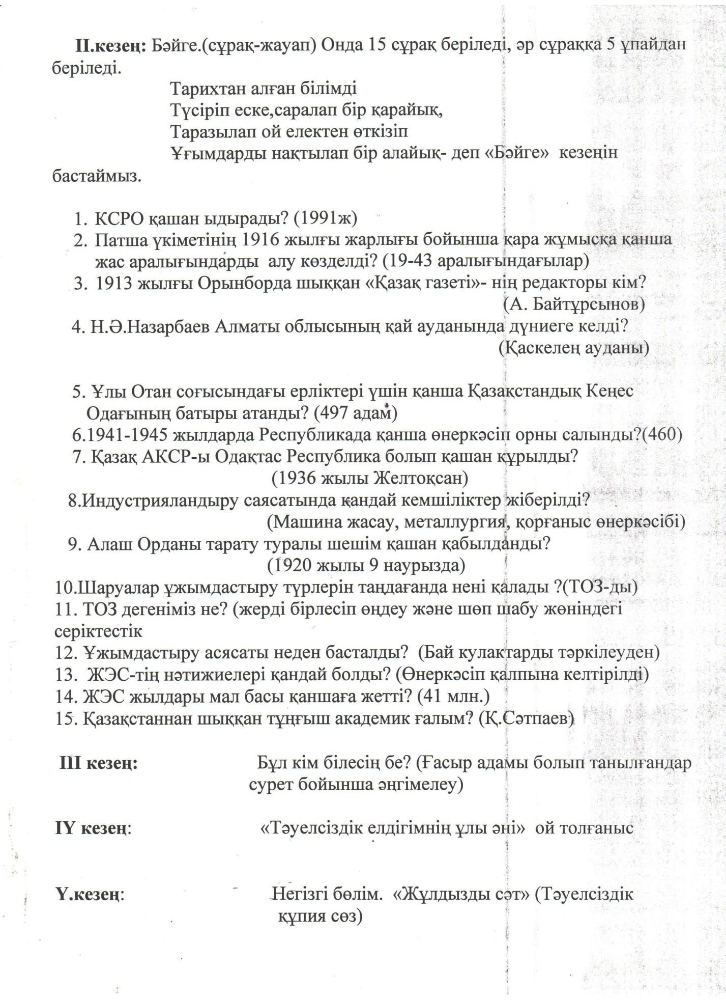 II.кезең: Бәйге.(сұрақ-жауап) Онда 15 сұрақ беріледі, әр сұраққа 5 ұпайдан
беріледі.
Тарихтан алған білімді
Түсіріп еске,саралап бір қарайық,
Таразылап ой електен өткізіп
Ұғымдарды нақтылап бір алайық- деп «Бәйге» кезеңін
бастаймыз.
1. КСРО қашан ыдырады? (1991ж)
2. Патша үкіметінің 1916 жылғы жарлығы бойынша қара жұмысқа қанша
жас аралығындарды алу көзделді? (19-43 аралығындағылар)
3. 1913 жылғы Орынборда шыққан «Қазақ газеті»- нің редакторы кім?
(А. Байтұрсынов)
4. Н.Ә.Назарбаев Алматы облысының қай ауданында дүниеге келді?
(Қаскелең ауданы)
5. Ұлы Отан соғысындағы ерліктері үшін қанша Қазақстандық Кеңес
Одағының батыры атанды? (497 адам)
6.1941-1945 жылдарда Республикада қанша өнеркәсіп орны салынды?(460)
7. Қазақ АКСР-ы Одақтас Республика болып қашан құрылды?
(1936 жылы Желтоқсан)
8.Индустрияландыру саясатында қандай кемшіліктер жіберілді?
(Машина жасау, металлургия, қорғаныс өнеркәсібі)
9. Алаш Орданы тарату туралы шешім қашан қабылданды?
(1920 жылы 9 наурызда)
10.Шаруалар ұжымдастыру түрлерін таңдағанда нені қалады ?(ТОЗ-ды)
11. ТОЗ дегеніміз не? (жерді бірлесіп өңдеу және шөп шабу жөніндегі
серіктестік
12. Ұжымдастыру асясаты неден басталды? (Бай кулактарды тәркілеуден)
13. ЖЭС-тің нәтижиелері қандай болды? (Өнеркәсіп қалпына келтірілді)
14. ЖЭС жылдары мал басы қаншаға жетті? (41 млн.)
15. Қазақстаннан шыққан тұңғыш академик ғалым? (Қ.Сәтпаев)
III кезең: Бұл кім білесің бе? (Ғасыр адамы болып танылғандар
сурет бойынша әңгімелеу)
IҮ кезең: «Тәуелсіздік елдігімнің ұлы әні» ой толғаныс
Ү.кезең: Негізгі бөлім. «Жұлдызды сәт» (Тәуелсіздік
құпия сөз)